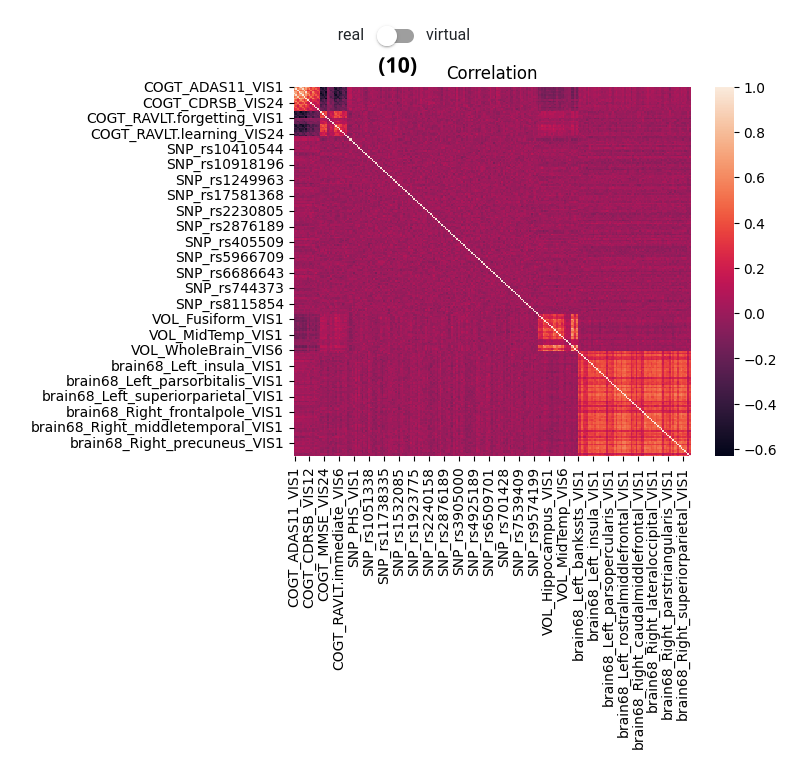 real virtual
(10)
Correlation
COGT_ADAS11_VIS1
COGT_CDRSB_VIS24
COGT_RAVLT.forgetting_VIS1
COGT_RAVLT.learning_VIS24
SNP_rs10410544
SNP_rs10918196
SNP_rs1249963
SNP_rs17581368
SNP_rs2230805
SNP_rs2876189
SNP_rs405509
SNP_rs5966709
SNP_rs6686643
SNP_rs744373
SNP_rs8115854
VOL_Fusiform_VIS1
VOL_MidTemp_VIS1
VOL_WholeBrain_VIS6
brain68_Left_insula_VIS1
brain68_Left_parsorbitalis_VIS1
brain68_Left_superiorparietal_VIS1
brain68_Right_frontalpole_VIS1
brain68_Right_middletemporal_VIS1
brain68_Right_precuneus_VIS1
COGT_ADAS11_VIS1
COGT_CDRSB_VIS12
COGT_MMSE_VIS24
COGT_RAVLT.immediate_VIS6
SNP_PHS_VIS1
SNP_rs1051338
SNP_rs11738335
SNP_rs1532085
SNP_rs1923775
SNP_rs2240158
SNP_rs2876189
SNP_rs3905000
SNP_rs4925189
SNP_rs6509701
SNP_rs701428
SNP_rs7539409
SNP_rs9574199
VOL_Hippocampus_VIS1
VOL_MidTemp_VIS6
brain68_Left_bankssts_VIS1
brain68_Left_insula_VIS1
brain68_Left_parsopercularis_VIS1
brain68_Left_rostralmiddlefrontal_VIS1
brain68_Right_caudalmiddlefrontal_VIS1
brain68_Right_lateraloccipital_VIS1
brain68_Right_parstriangularis_VIS1
brain68_Right_superiorparietal_VIS1
1.0
0.8
0.6
0.4
0.2
0.0
−0.2
−0.4
−0.6